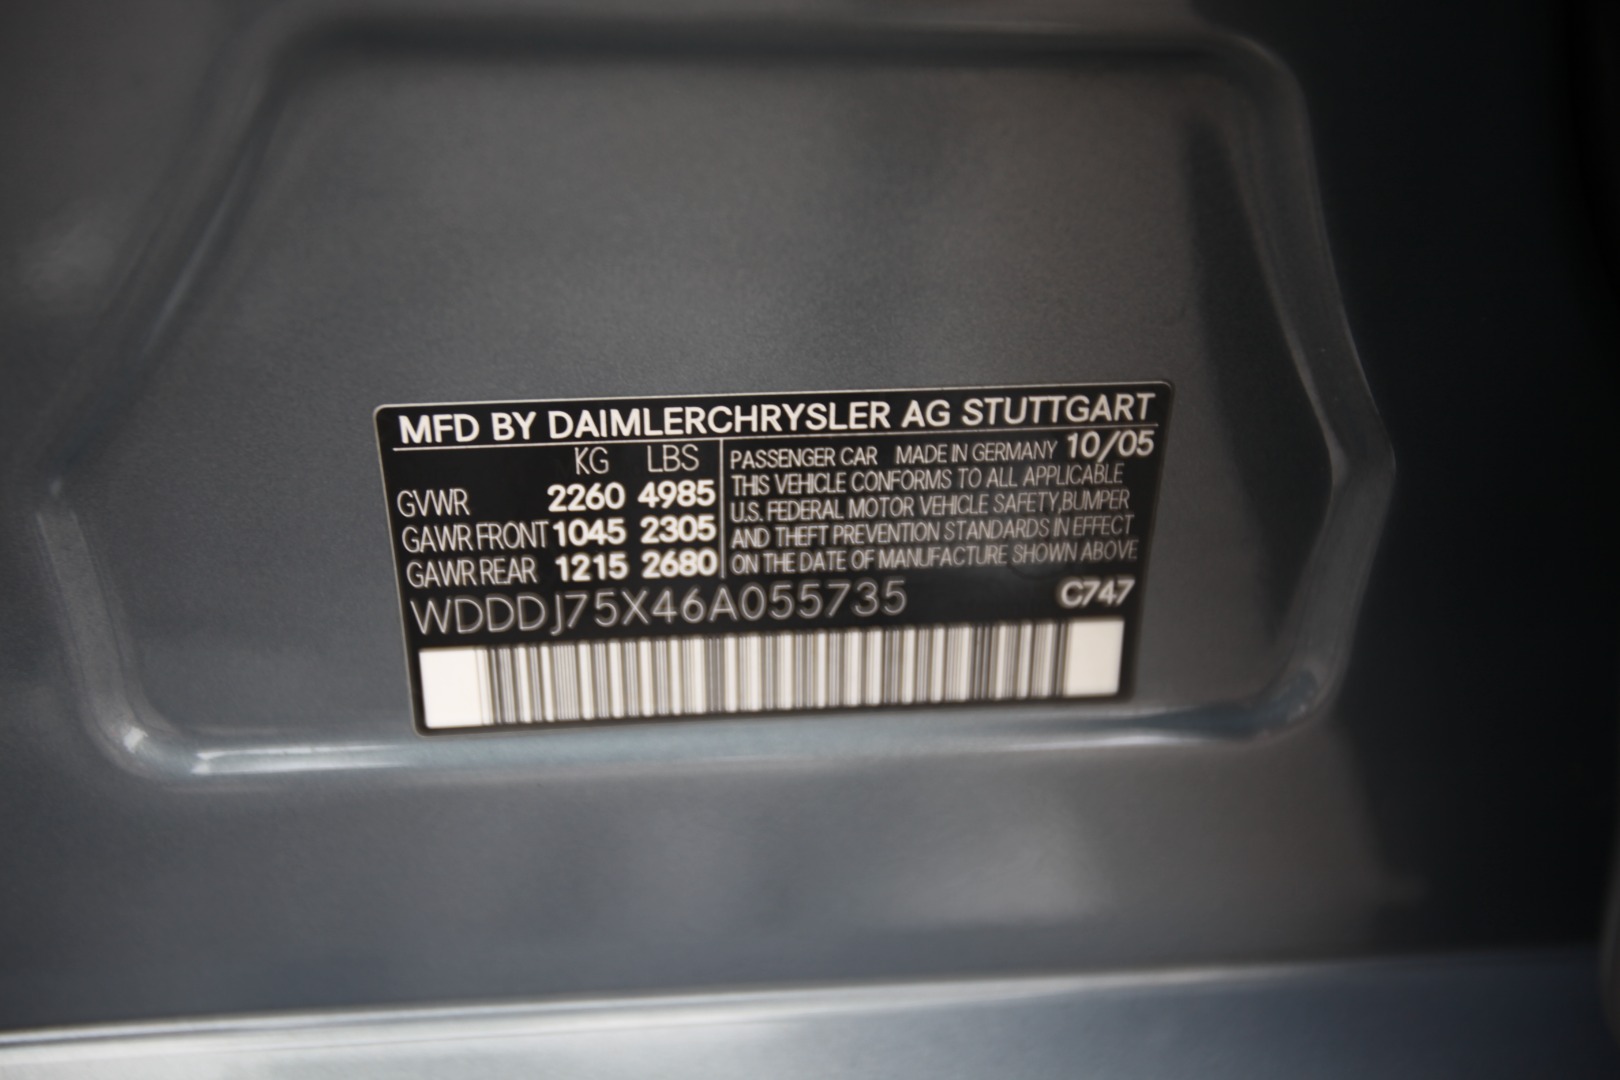 MFD BY DAIMLERCHRYSLER AG STUTTGART
KG LBS
GVWR 2260 4985
GAWR FRONT 1045 2305
GAWR REAR 1215 2680
PASSENGER CAR MADE IN GERMANY 10/05
THIS VEHICLE CONFORMS TO ALL APPLICABLE
U.S. FEDERAL MOTOR VEHICLE SAFETY,BUMPER
AND THEFT PREVENTION STANDARDS IN EFFECT
ON THE DATE OF MANUFACTURE SHOWN ABOVE
WDDDJ75X46A055735 C747